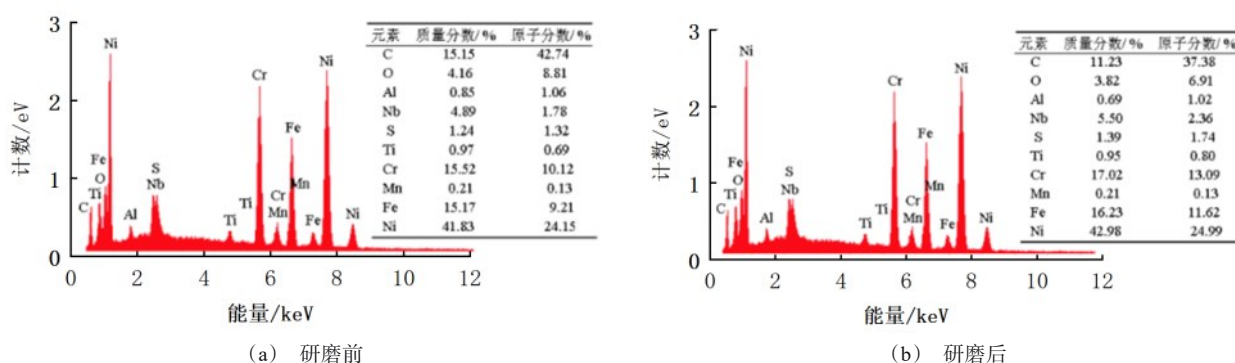 3
2
1
0
计数/eV
0
2
4
6
8
10
12
能量/keV
C
Ti
O
Fe
Ni
Al
Nb
S
Ti
Ti
Cr
Mn
Cr
Fe
Mn
Fe
Ni
Ni
元素 质量分数/% 原子分数/%
C 15.15 42.74
O 4.16 8.81
Al 0.85 1.06
Nb 4.89 1.78
S 1.24 1.32
Ti 0.97 0.69
Cr 15.52 10.12
Mn 0.21 0.13
Fe 15.17 9.21
Ni 41.83 24.15
(a) 研磨前
3
2
1
0
计数/eV
0
2
4
6
8
10
12
能量/keV
C
Ti
O
Fe
Ni
Al
Nb
S
Ti
Ti
Cr
Mn
Cr
Fe
Mn
Fe
Ni
Ni
元素 质量分数/% 原子分数/%
C 11.23 37.38
O 3.82 6.91
Al 0.69 1.02
Nb 5.50 2.36
S 1.39 1.74
Ti 0.95 0.80
Cr 17.02 13.09
Mn 0.21 0.13
Fe 16.23 11.62
Ni 42.98 24.99
(b) 研磨后